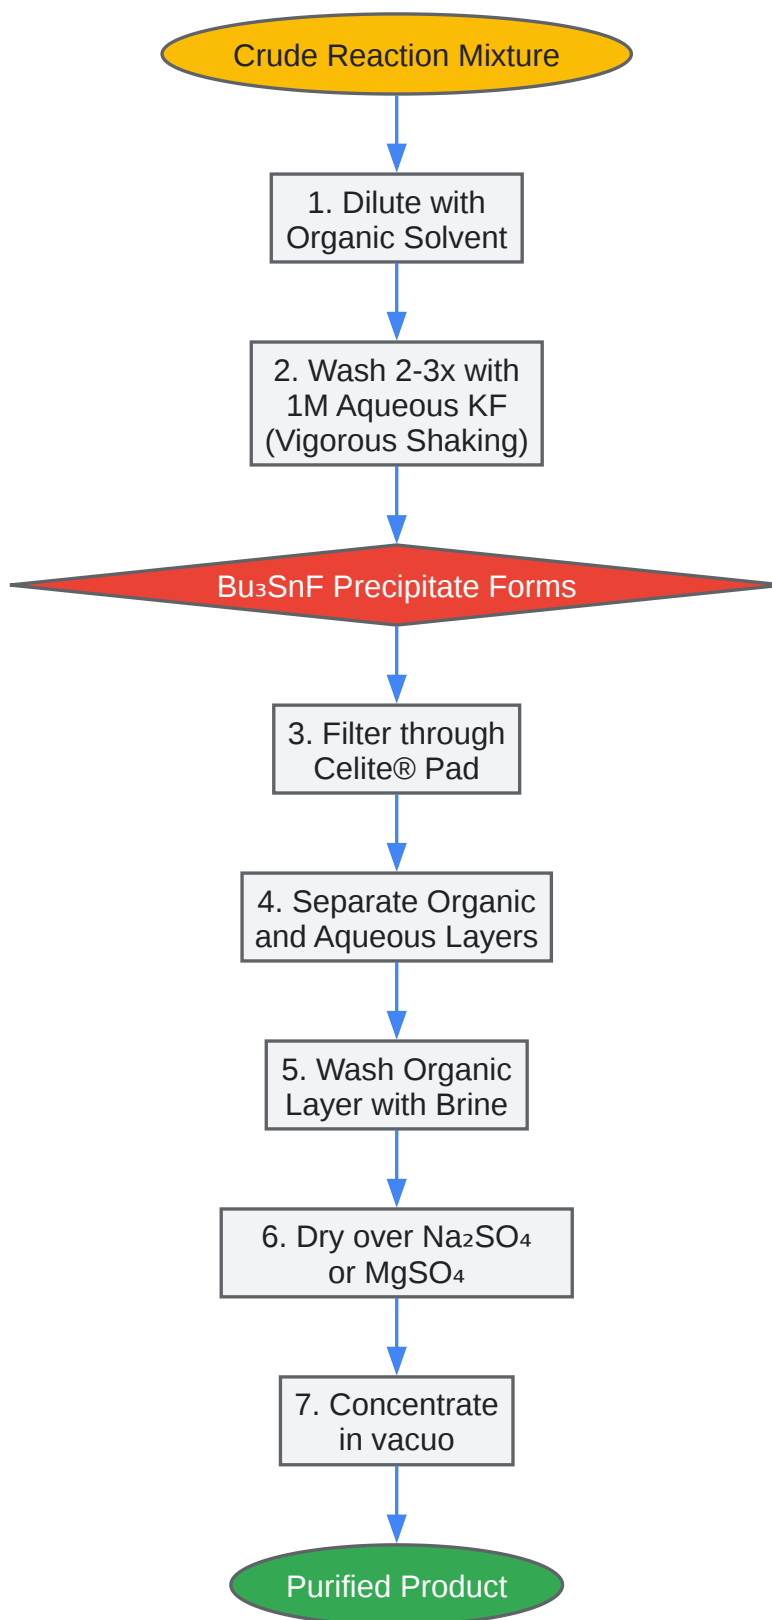 Crude Reaction Mixture
1. Dilute with
Organic Solvent
2. Wash 2-3x with
1M Aqueous KF
(Vigorous Shaking)
Bu₃SnF Precipitate Forms
3. Filter through
Celite® Pad
4. Separate Organic
and Aqueous Layers
5. Wash Organic
Layer with Brine
6. Dry over Na₂SO₄
or MgSO₄
7. Concentrate
in vacuo
Purified Product